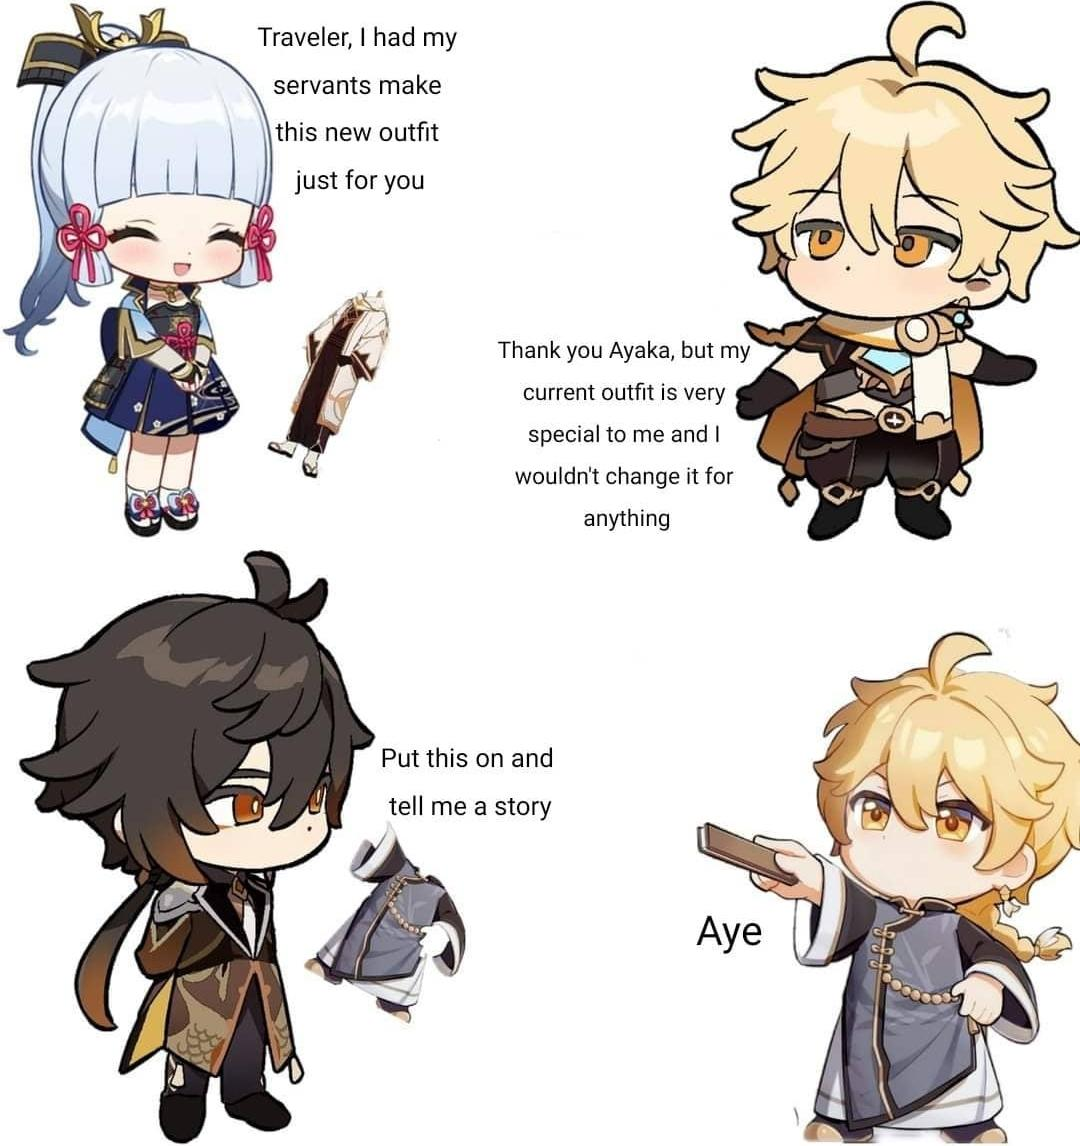 Traveler, I had my
servants make
this new outfit
just for you
Thank you Ayaka, but my
current outfit is very
special to me and I
wouldn't change it for
anything
Put this on and
tell me a story
Aye